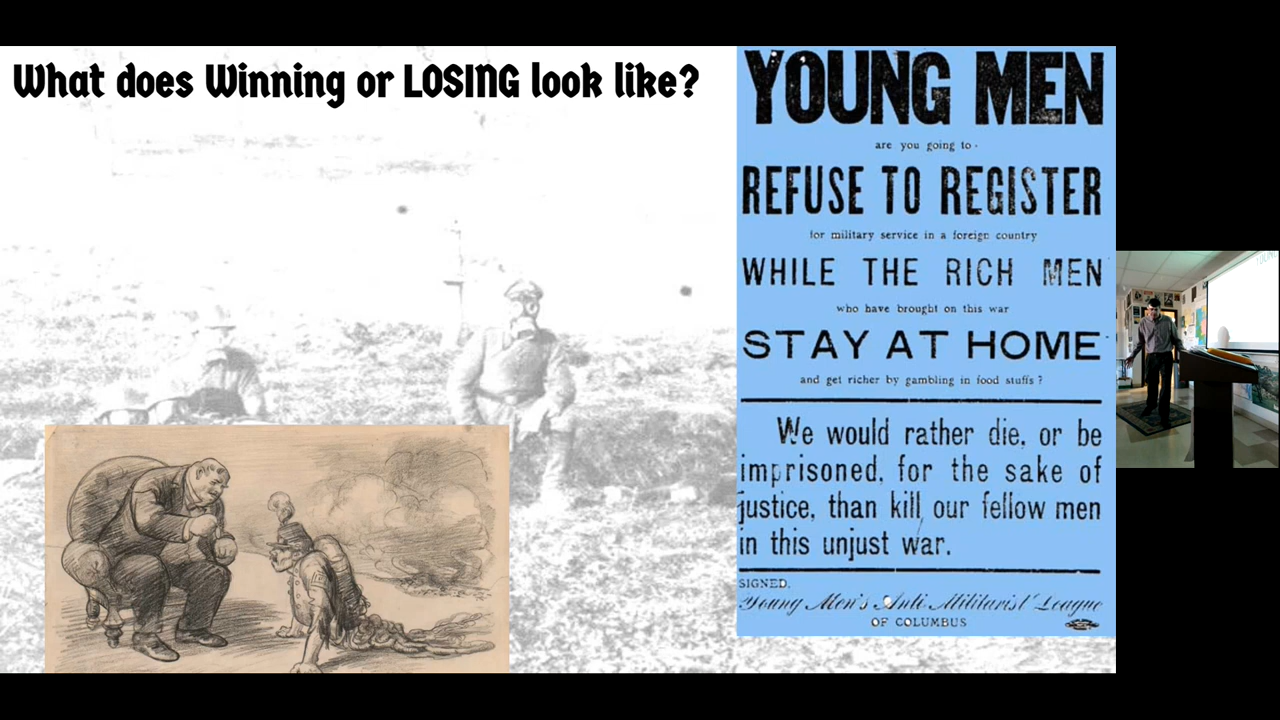 What does Winning or LOSING look like?
YOUNG MEN
are you going to -
REFUSE TO REGISTER
for military service in a foreign country
WHILE THE RICH MEN
who have brought on this war
STAY AT HOME
and get richer by gambling in food stuffs ?
We would rather die, or be
imprisoned, for the sake of
justice, than kill our fellow men
in this unjust war.
SIGNED,
Young Men's Anti-Militarist League
OF COLUMBUS